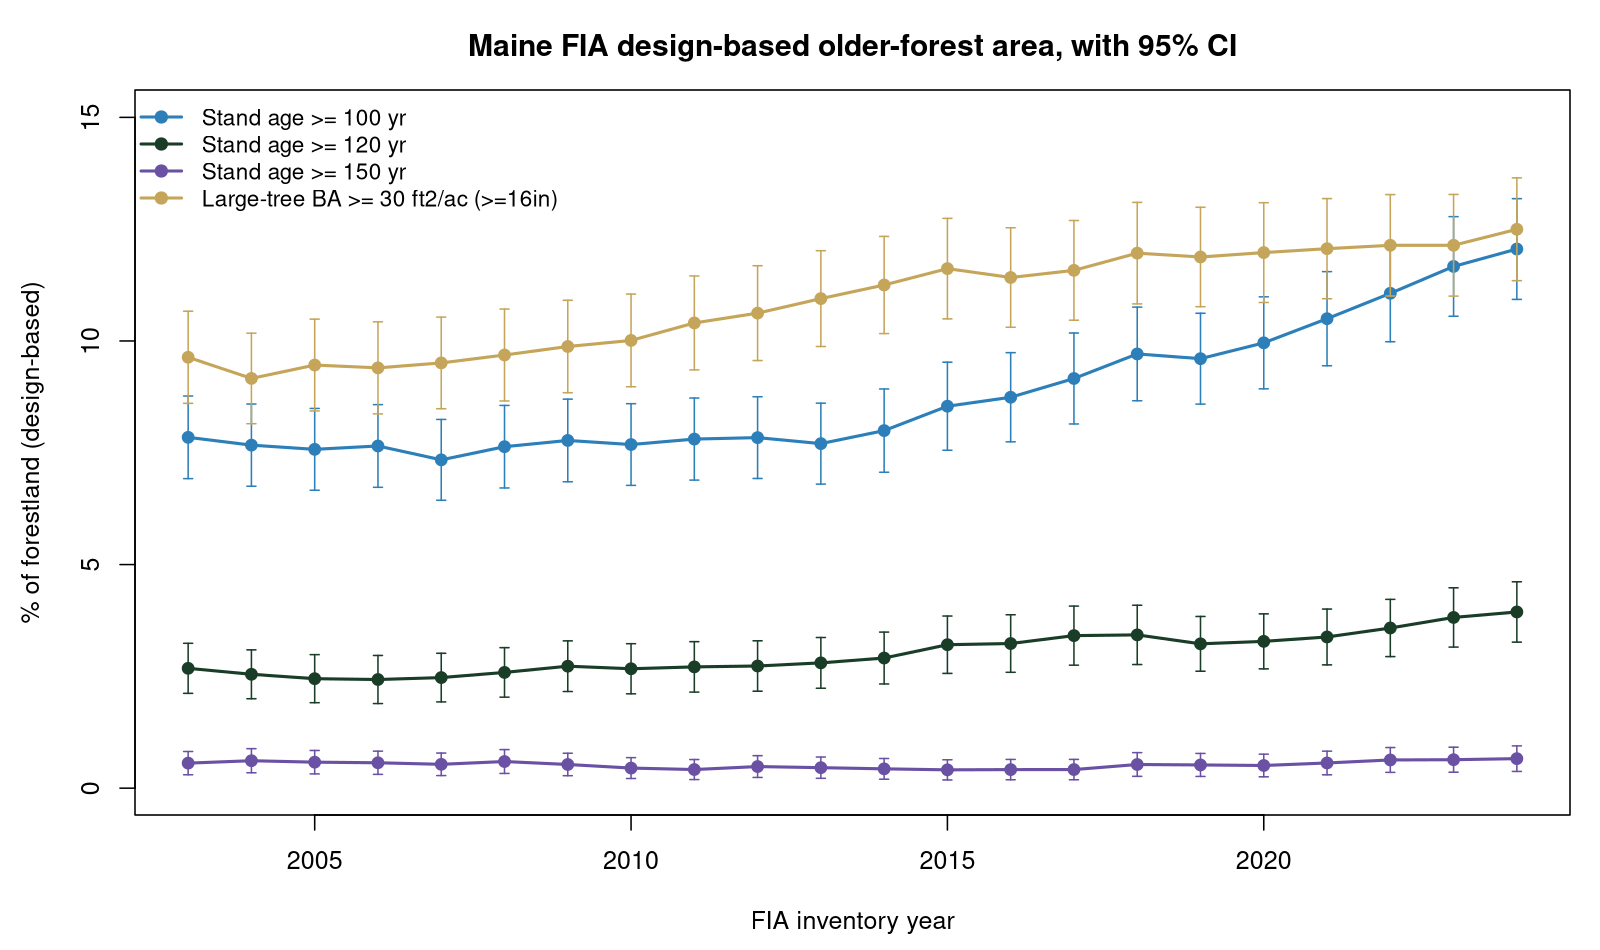 Maine FIA design-based older-forest area, with 95% CI
Stand age >= 100 yr
Stand age >= 120 yr
Stand age >= 150 yr
Large-tree BA >= 30 ft2/ac (>=16in)
% of forestland (design-based)
15
10
5
0
2005 2010 2015 2020
FIA inventory year